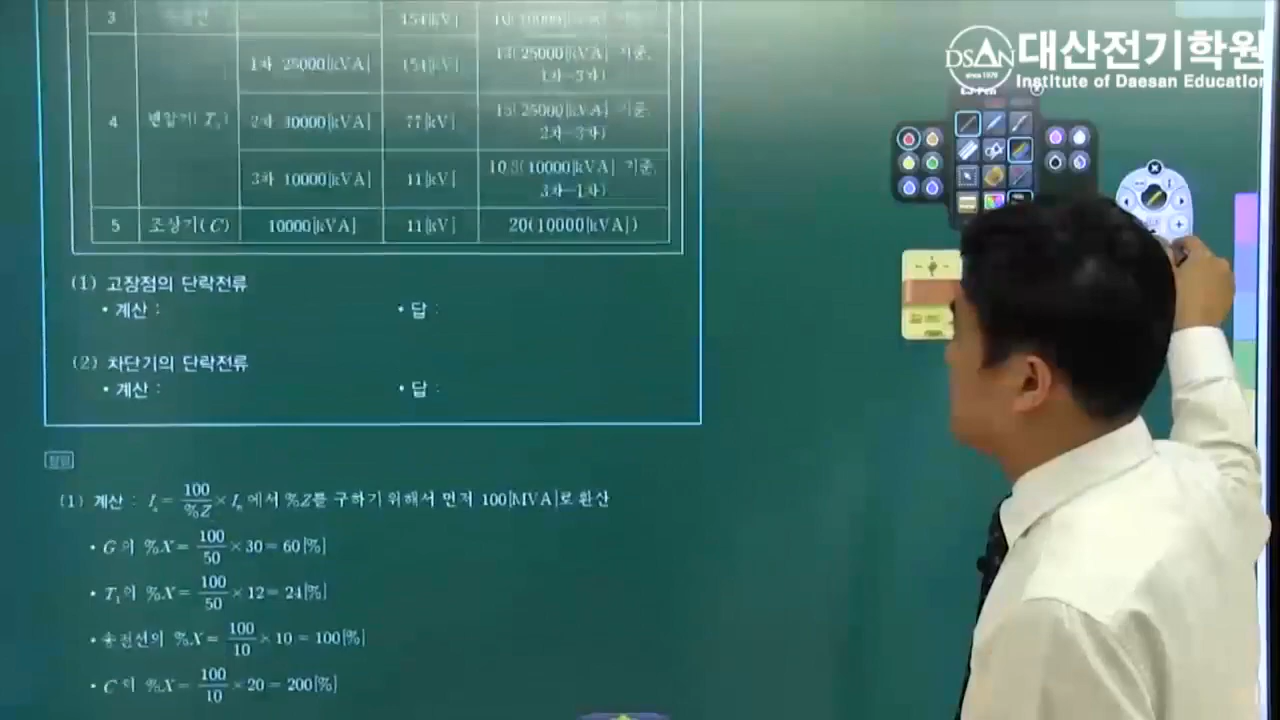 DSAN
since 1979
대산전기학원
Institute of Daesan Education
3 154[kV]
1차 25000[kVA] 154[kV] 12(25000[kVA] 기준, 1차~2차)
4 변압기(T₂) 2차 30000[kVA] 77[kV] 15(25000[kVA] 기준, 2차~3차)
3차 10000[kVA] 11[kV] 10.8(10000[kVA] 기준, 3차~1차)
5 조상기(C) 10000[kVA] 11[kV] 20(10000[kVA])
(1) 고장점의 단락전류
• 계산 : • 답 :
(2) 차단기의 단락전류
• 계산 : • 답 :
(1) 계산 : Iₛ = 100/%Z × Iₙ 에서 %Z를 구하기 위해서 먼저 100[MVA]로 환산
• G의 %X = 100/50 × 30 = 60[%]
• T₁의 %X = 100/50 × 12 = 24[%]
• 송전선의 %X = 100/10 × 10 = 100[%]
• C의 %X = 100/10 × 20 = 200[%]